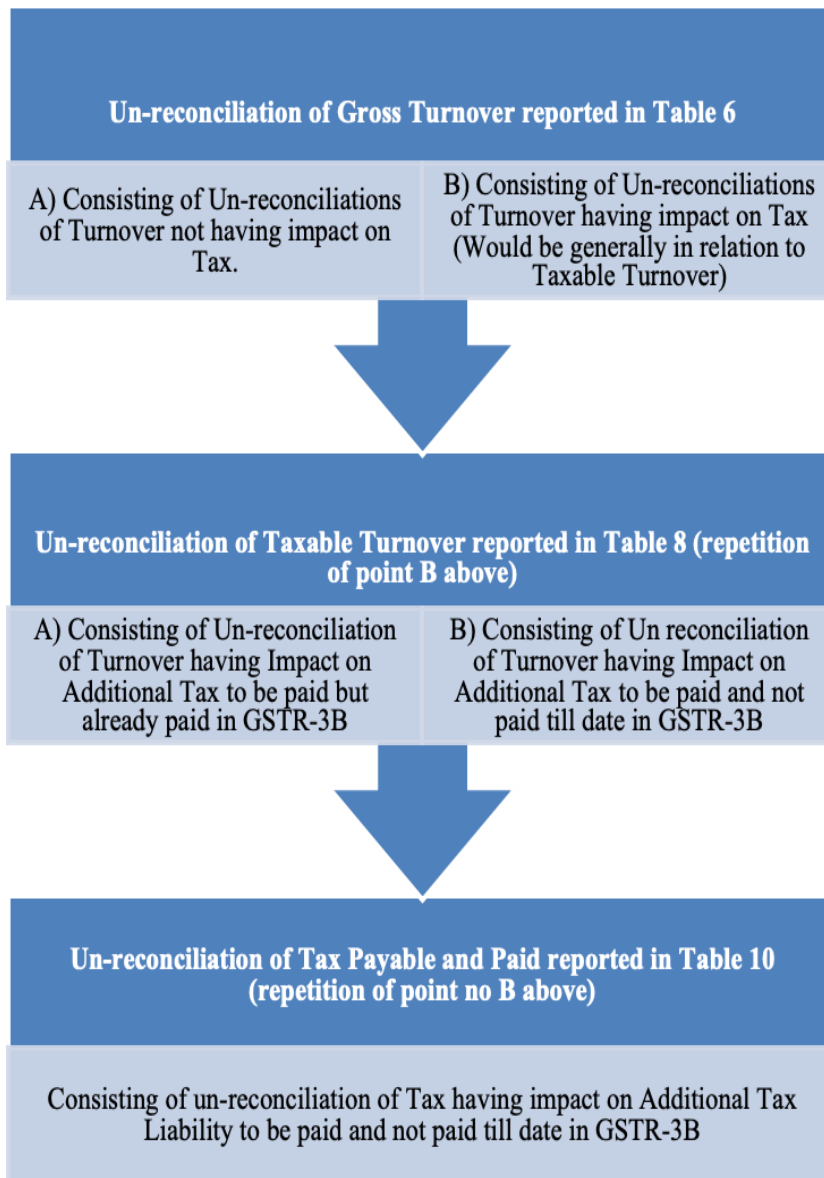 Un-reconciliation of Gross Turnover reported in Table 6
A) Consisting of Un-reconciliations
of Turnover not having impact on
Tax.
B) Consisting of Un-reconciliations
of Turnover having impact on Tax
(Would be generally in relation to
Taxable Turnover)
Un-reconciliation of Taxable Turnover reported in Table 8 (repetition
of point B above)
A) Consisting of Un-reconciliation
of Turnover having Impact on
Additional Tax to be paid but
already paid in GSTR-3B
B) Consisting of Un reconciliation
of Turnover having Impact on
Additional Tax to be paid and not
paid till date in GSTR-3B
Un-reconciliation of Tax Payable and Paid reported in Table 10
(repetition of point no B above)
Consisting of un-reconciliation of Tax having impact on Additional Tax
Liability to be paid and not paid till date in GSTR-3B